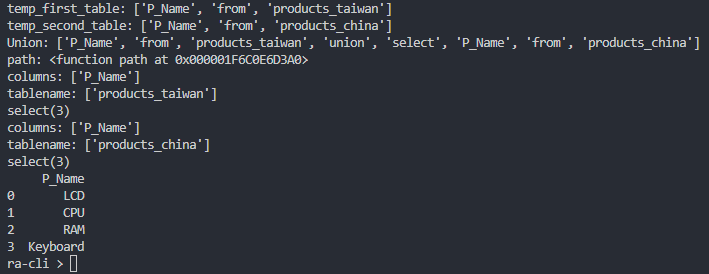 temp_first_table: ['P_Name', 'from', 'products_taiwan']
temp_second_table: ['P_Name', 'from', 'products_china']
Union: ['P_Name', 'from', 'products_taiwan', 'union', 'select', 'P_Name', 'from', 'products_china']
path: <function path at 0x000001F6C0E6D3A0>
columns: ['P_Name']
tablename: ['products_taiwan']
select(3)
columns: ['P_Name']
tablename: ['products_china']
select(3)
     P_Name
0       LCD
1       CPU
2       RAM
3  Keyboard
ra-cli >